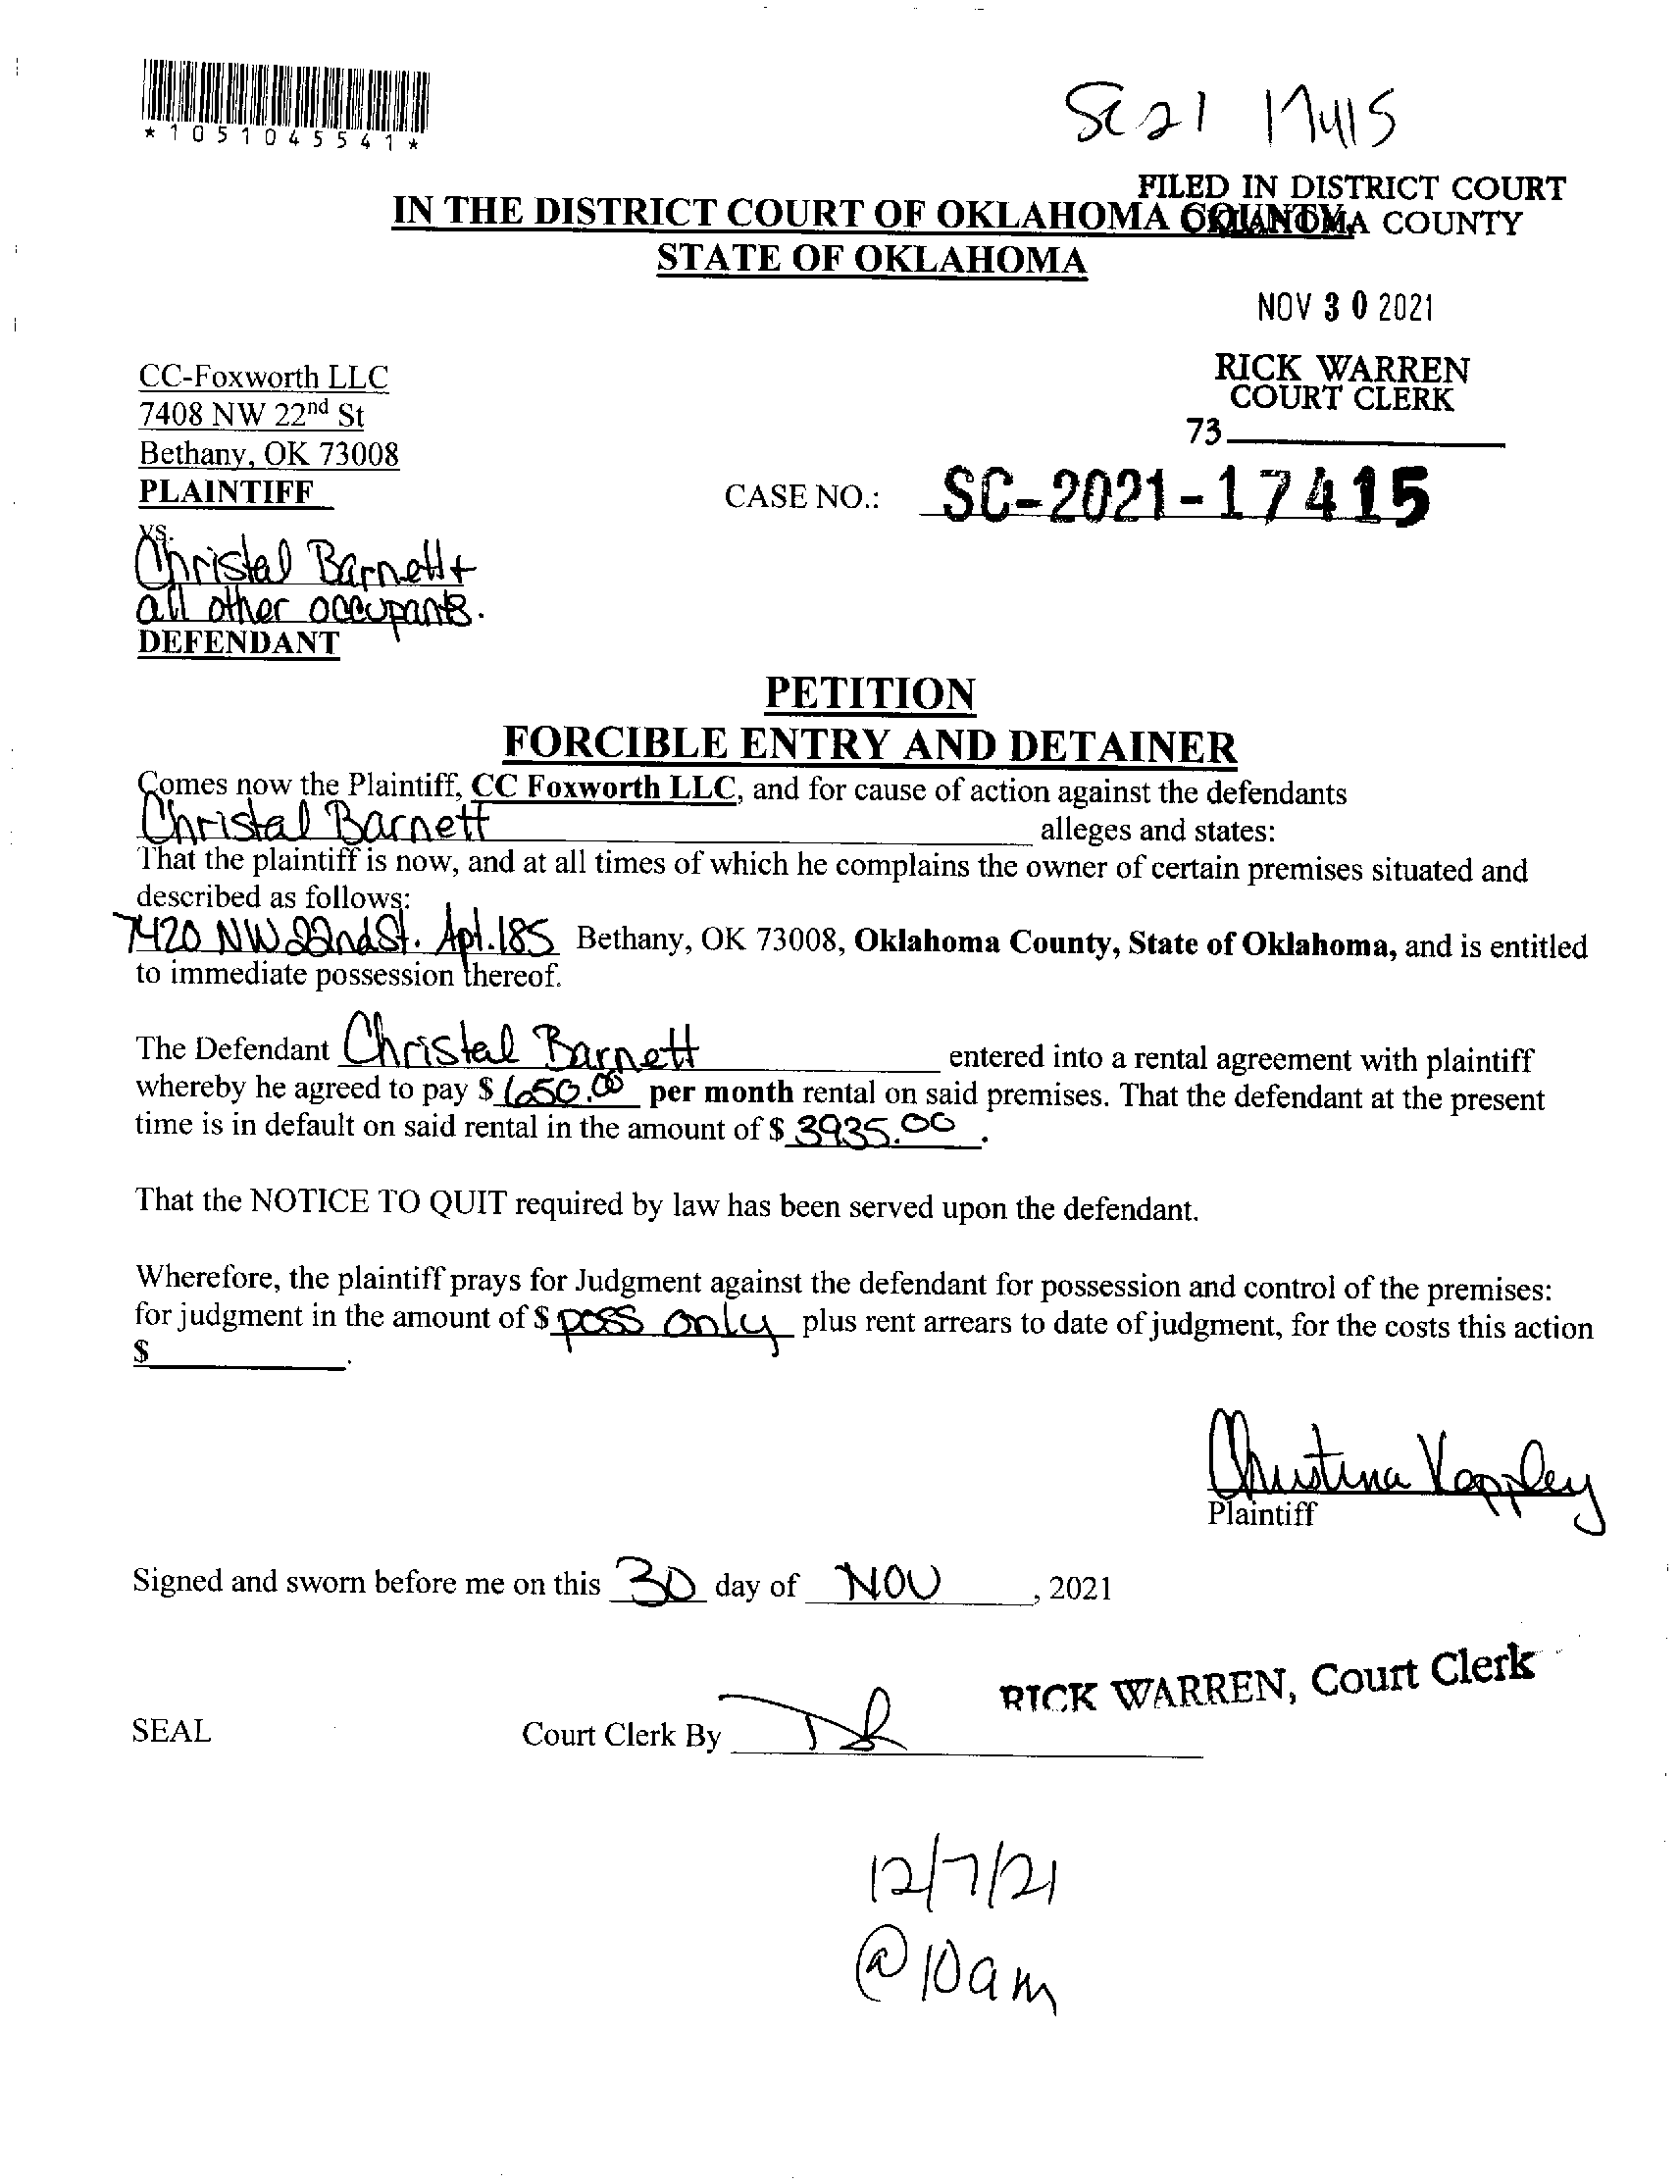 *1051045541*
SC 21 17415
FILED IN DISTRICT COURT
OKLAHOMA COUNTY
IN THE DISTRICT COURT OF OKLAHOMA COUNTY
STATE OF OKLAHOMA
NOV 30 2021
RICK WARREN
COURT CLERK
73
CC-Foxworth LLC
7408 NW 22nd St
Bethany, OK 73008
PLAINTIFF
CASE NO.: SC-2021-17415
vs.
Christal Barnett +
all other occupants.
DEFENDANT
PETITION
FORCIBLE ENTRY AND DETAINER
Comes now the Plaintiff, CC Foxworth LLC, and for cause of action against the defendants
Christal Barnett alleges and states:
That the plaintiff is now, and at all times of which he complains the owner of certain premises situated and
described as follows:
7420 NW 22nd St. Apt. 185 Bethany, OK 73008, Oklahoma County, State of Oklahoma, and is entitled
to immediate possession thereof.
The Defendant Christal Barnett entered into a rental agreement with plaintiff
whereby he agreed to pay $ 650.00 per month rental on said premises. That the defendant at the present
time is in default on said rental in the amount of $ 3935.00.
That the NOTICE TO QUIT required by law has been served upon the defendant.
Wherefore, the plaintiff prays for Judgment against the defendant for possession and control of the premises:
for judgment in the amount of $ poss only plus rent arrears to date of judgment, for the costs this action
$ .
Christina
Plaintiff
Signed and sworn before me on this 30 day of NOV, 2021
RICK WARREN, Court Clerk
SEAL Court Clerk By
12/7/21
@ 10am